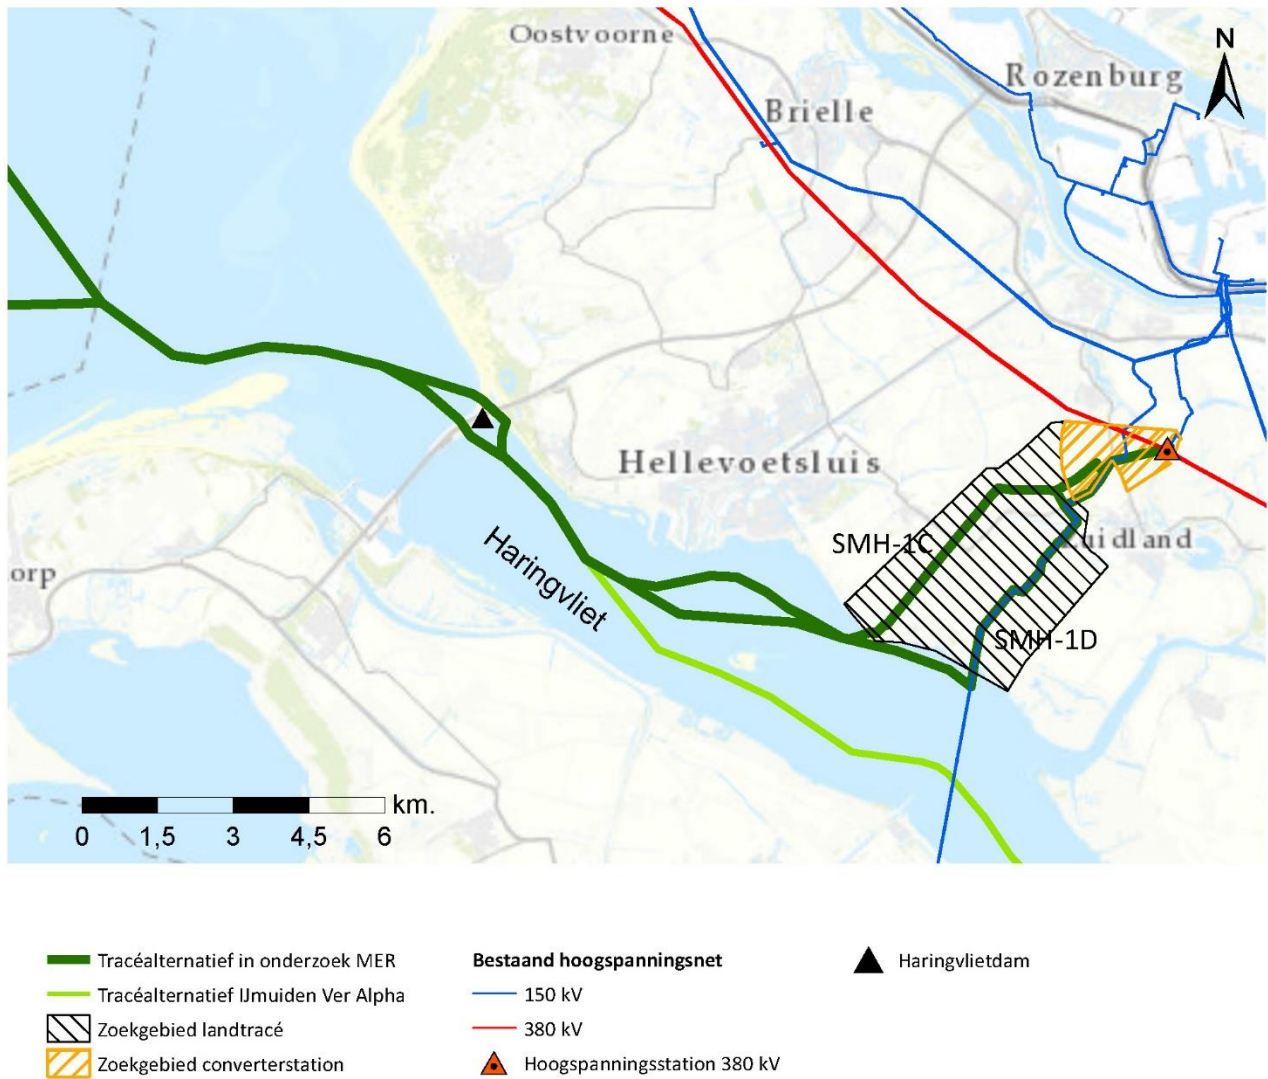 Oostvoorne
N
Rozenburg
Brielle
Hellevoetsluis
SMH-1C
uidland
Haringvliet
orp
SMH-1D
km.
0 1,5 3 4,5 6
Tracéalternatief in onderzoek MER
Tracéalternatief IJmuiden Ver Alpha
Zoekgebied landtracé
Zoekgebied converterstation
Bestaand hoogspanningsnet
150 kV
380 kV
Hoogspanningsstation 380 kV
Haringvlietdam